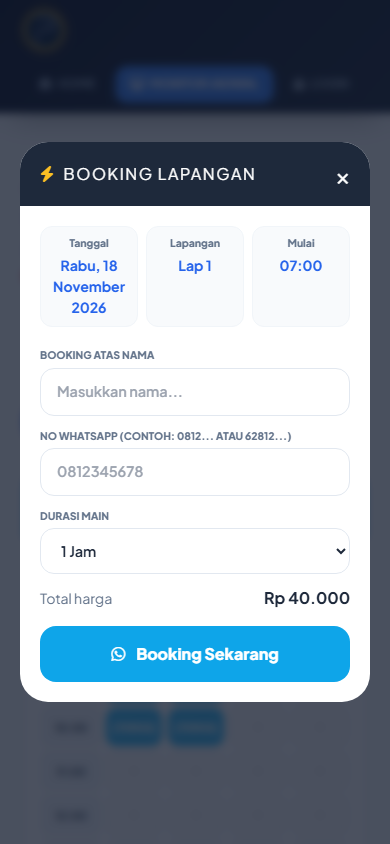 BOOKING LAPANGAN
Tanggal
Rabu, 18
November
2026
Lapangan
Lap 1
Mulai
07:00
BOOKING ATAS NAMA
Masukkan nama...
NO WHATSAPP (CONTOH: 0812... ATAU 62812...)
0812345678
DURASI MAIN
1 Jam
Total harga
Rp 40.000
Booking Sekarang